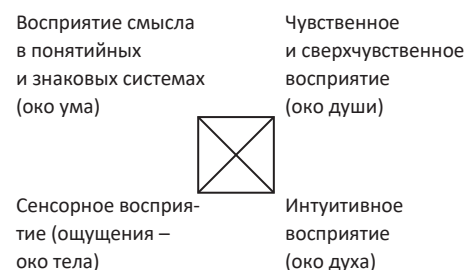 Восприятие смысла
в понятийных
и знаковых системах
(око ума)
Чувственное
и сверхчувственное
восприятие
(око души)
Сенсорное восприя-
тие (ощущения –
око тела)
Интуитивное
восприятие
(око духа)